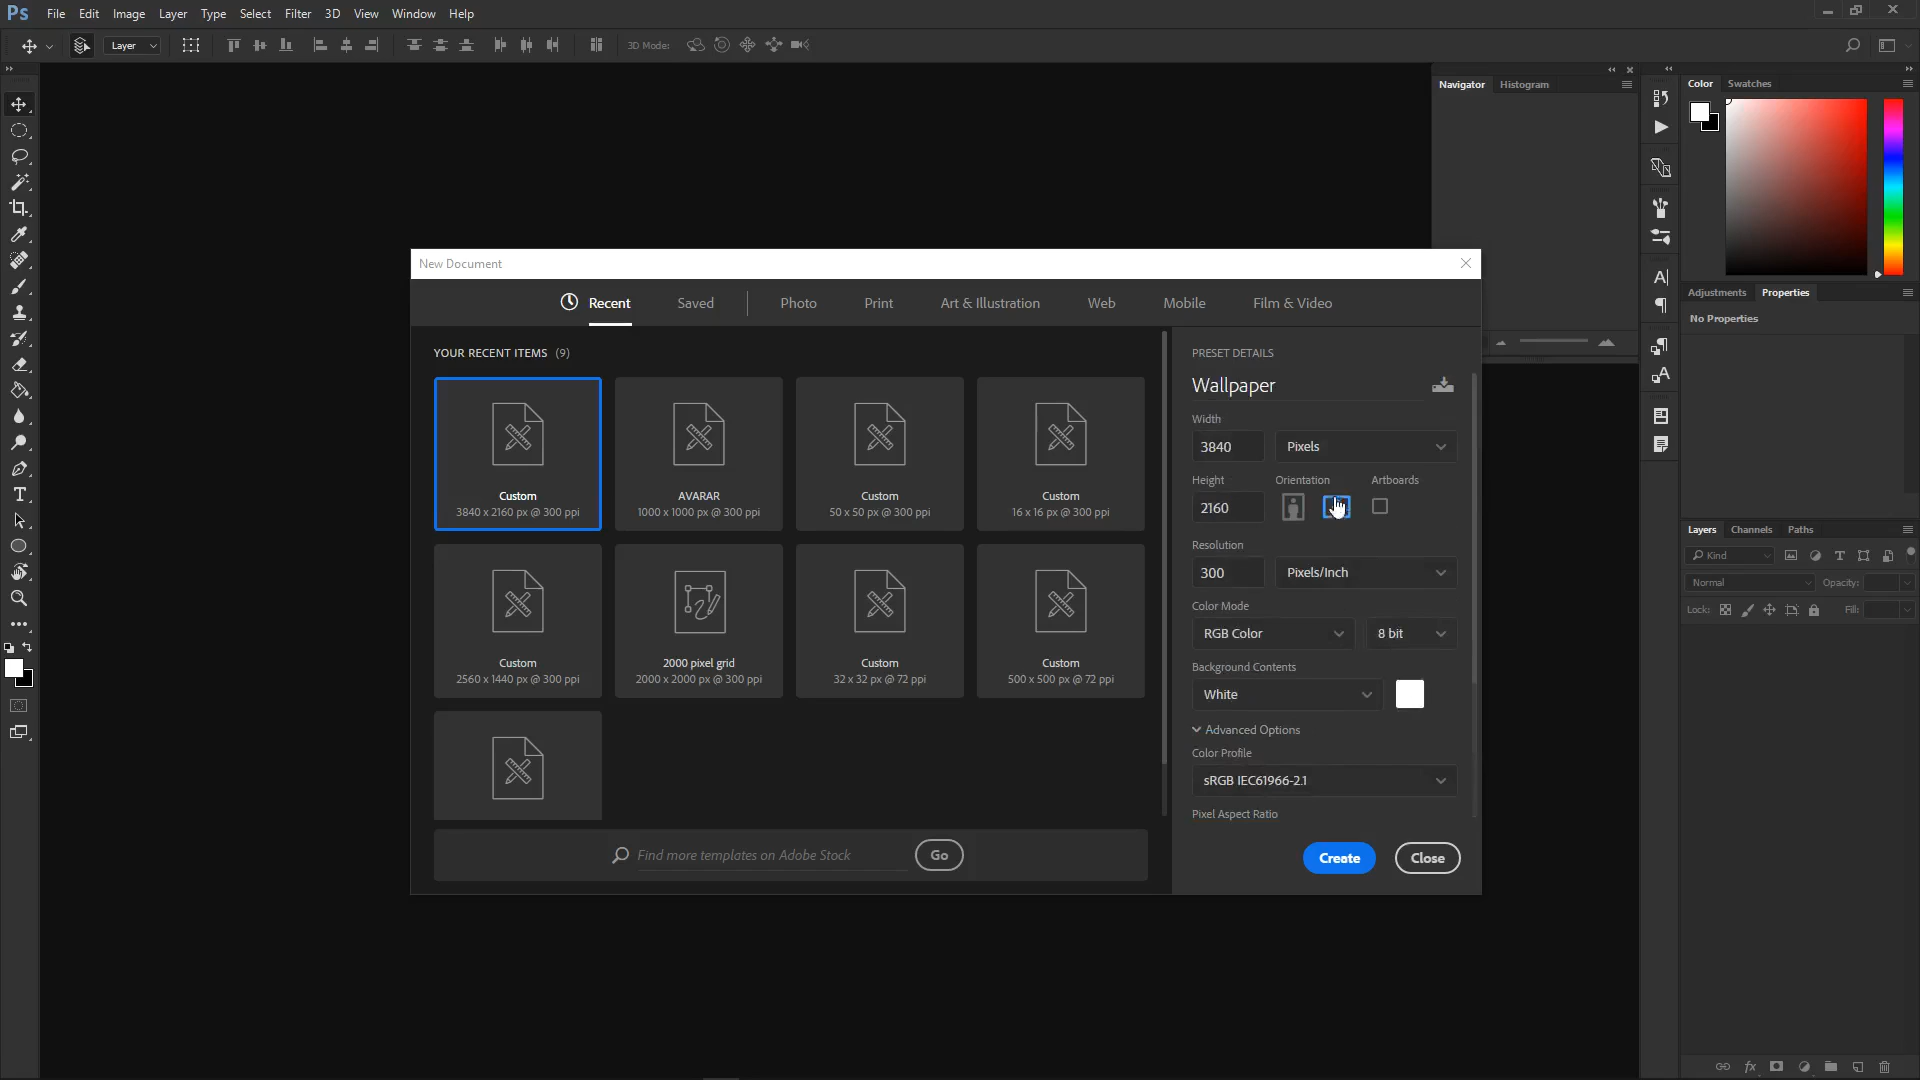 Ps File Edit Image Layer Type Select Filter 3D View Window Help
Layer 3D Mode:
Navigator Histogram
Color Swatches
Adjustments Properties
No Properties
Layers Channels Paths
Kind
Normal Opacity:
Lock: Fill:
New Document
Recent Saved Photo Print Art & Illustration Web Mobile Film & Video
YOUR RECENT ITEMS (9)
Custom
3840 x 2160 px @ 300 ppi
AVARAR
1000 x 1000 px @ 300 ppi
Custom
50 x 50 px @ 300 ppi
Custom
16 x 16 px @ 300 ppi
Custom
2560 x 1440 px @ 300 ppi
2000 pixel grid
2000 x 2000 px @ 300 ppi
Custom
32 x 32 px @ 72 ppi
Custom
500 x 500 px @ 72 ppi
Find more templates on Adobe Stock Go
PRESET DETAILS
Wallpaper
Width
3840 Pixels
Height Orientation Artboards
2160
Resolution
300 Pixels/Inch
Color Mode
RGB Color 8 bit
Background Contents
White
Advanced Options
Color Profile
sRGB IEC61966-2.1
Pixel Aspect Ratio
Create Close